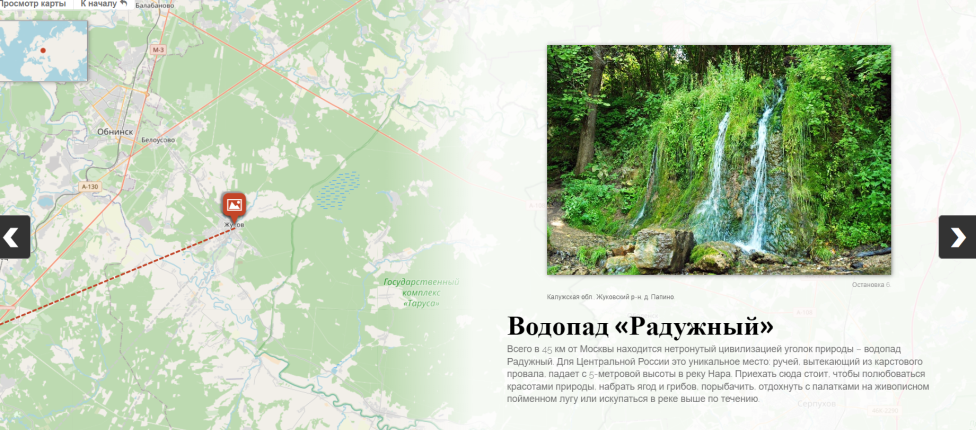 Просмотр карты
К началу
Балабаново
М-3
Обнинск
Белоусово
А-130
Жуков
Государственный
комплекс
«Таруса»
Остановка 6.
Калужская обл. Жуковский р-н, д. Папино
Водопад «Радужный»
Всего в 45 км от Москвы находится нетронутый цивилизацией уголок природы – водопад
Радужный. Для Центральной России это уникальное место: ручей, вытекающий из карстового
провала, падает с 5-метровой высоты в реку Нара. Приехать сюда стоит, чтобы полюбоваться
красотами природы, набрать ягод и грибов, порыбачить, отдохнуть с палатками на живописном
пойменном лугу или искупаться в реке выше по течению.
Серпухов